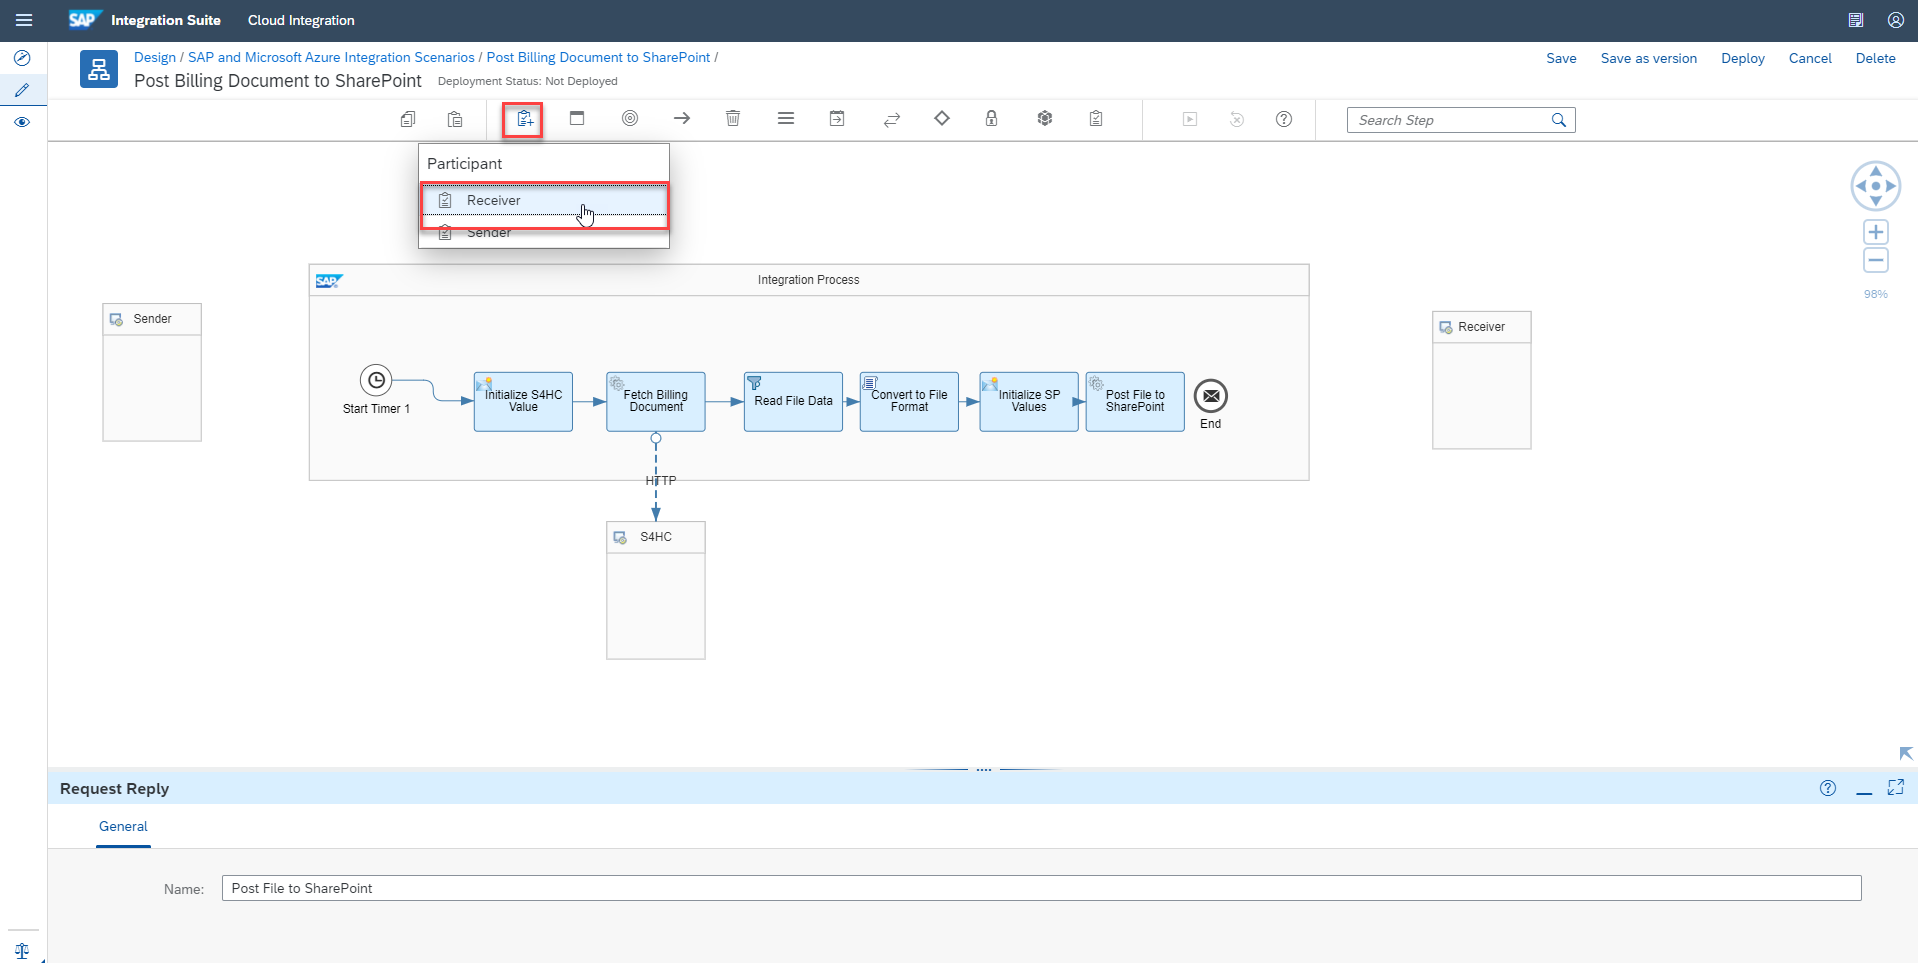 SAP Integration Suite Cloud Integration
Design / SAP and Microsoft Azure Integration Scenarios / Post Billing Document to SharePoint /
Post Billing Document to SharePoint Deployment Status: Not Deployed
Save Save as version Deploy Cancel Delete
Search Step
Participant
Receiver
Sender
98%
SAP Integration Process
Sender
Receiver
Start Timer 1
Initialize S4HC
Value
Fetch Billing
Document
Read File Data
Convert to File
Format
Initialize SP
Values
Post File to
SharePoint
End
HTTP
S4HC
Request Reply
General
Name: Post File to SharePoint